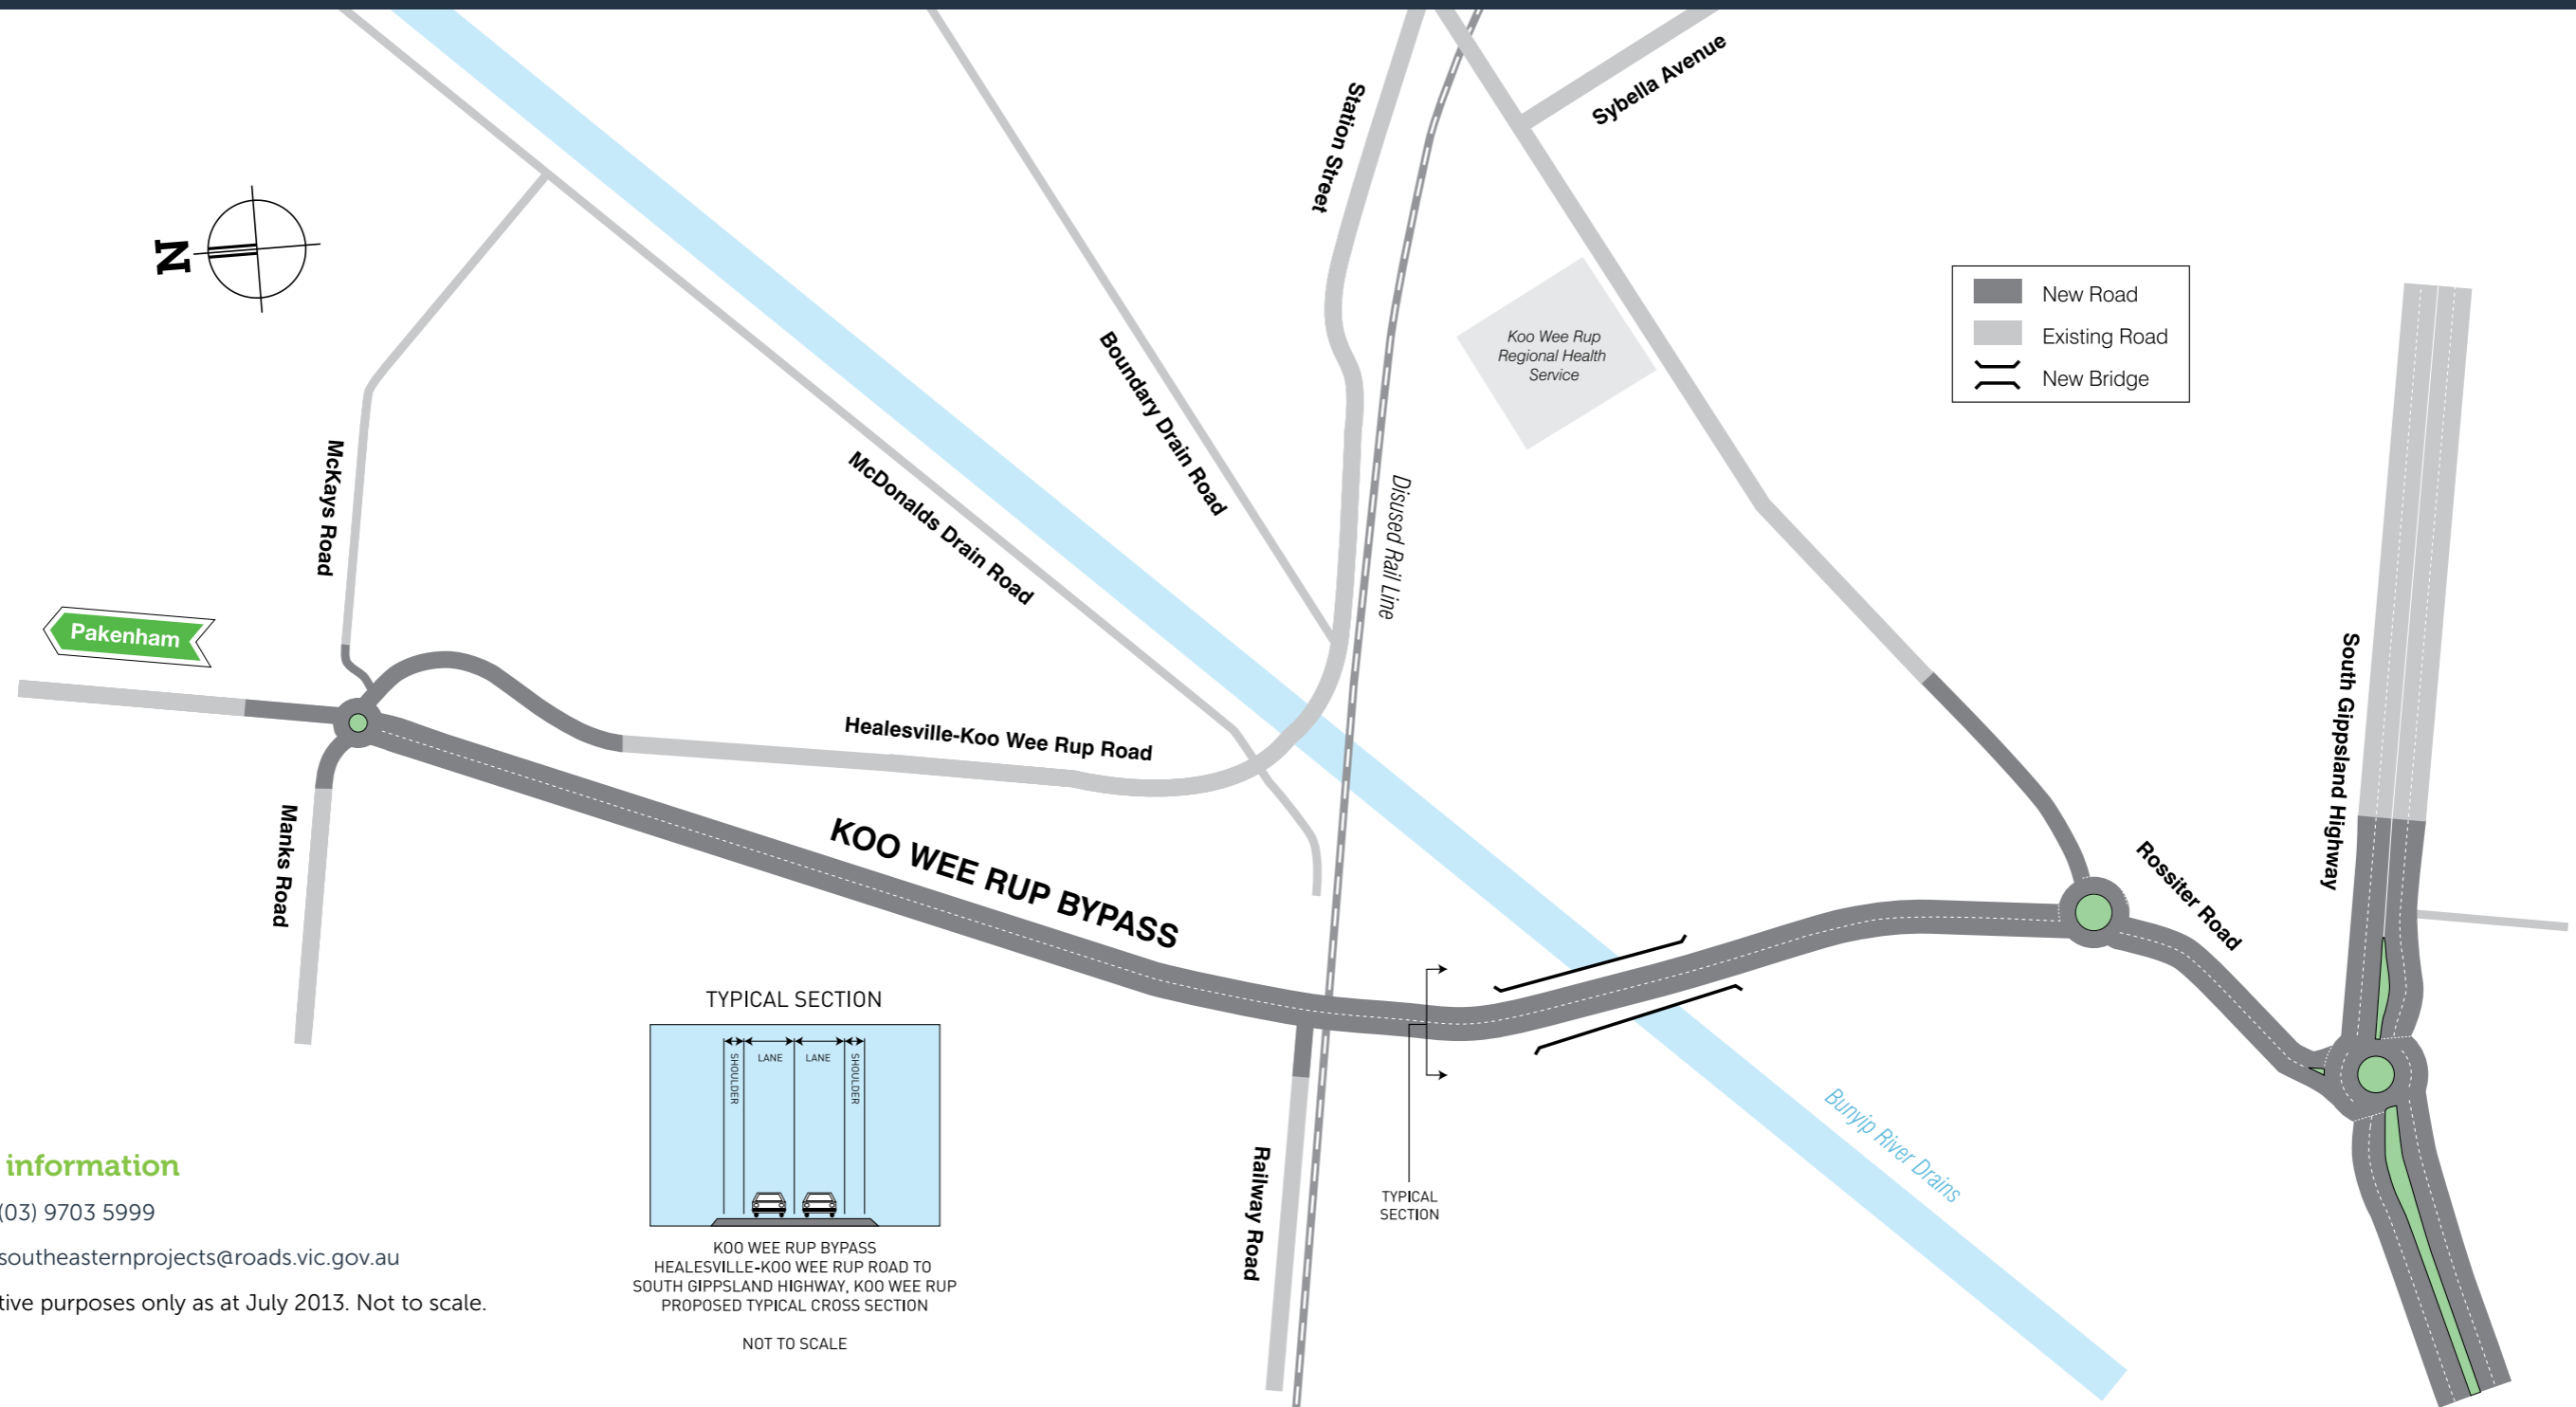 Sybella Avenue
Station Street
N
New Road
Existing Road
New Bridge
Koo Wee Rup
Regional Health
Service
Boundary Drain Road
McKays Road
McDonalds Drain Road
Disused Rail Line
Pakenham
South Gippsland Highway
Healesville-Koo Wee Rup Road
Manks Road
KOO WEE RUP BYPASS
Rossiter Road
TYPICAL SECTION
SHOULDER
LANE
LANE
SHOULDER
KOO WEE RUP BYPASS
HEALESVILLE-KOO WEE RUP ROAD TO
SOUTH GIPPSLAND HIGHWAY, KOO WEE RUP
PROPOSED TYPICAL CROSS SECTION
NOT TO SCALE
Railway Road
TYPICAL
SECTION
Bunyip River Drains
information
(03) 9703 5999
southeasternprojects@roads.vic.gov.au
tive purposes only as at July 2013. Not to scale.